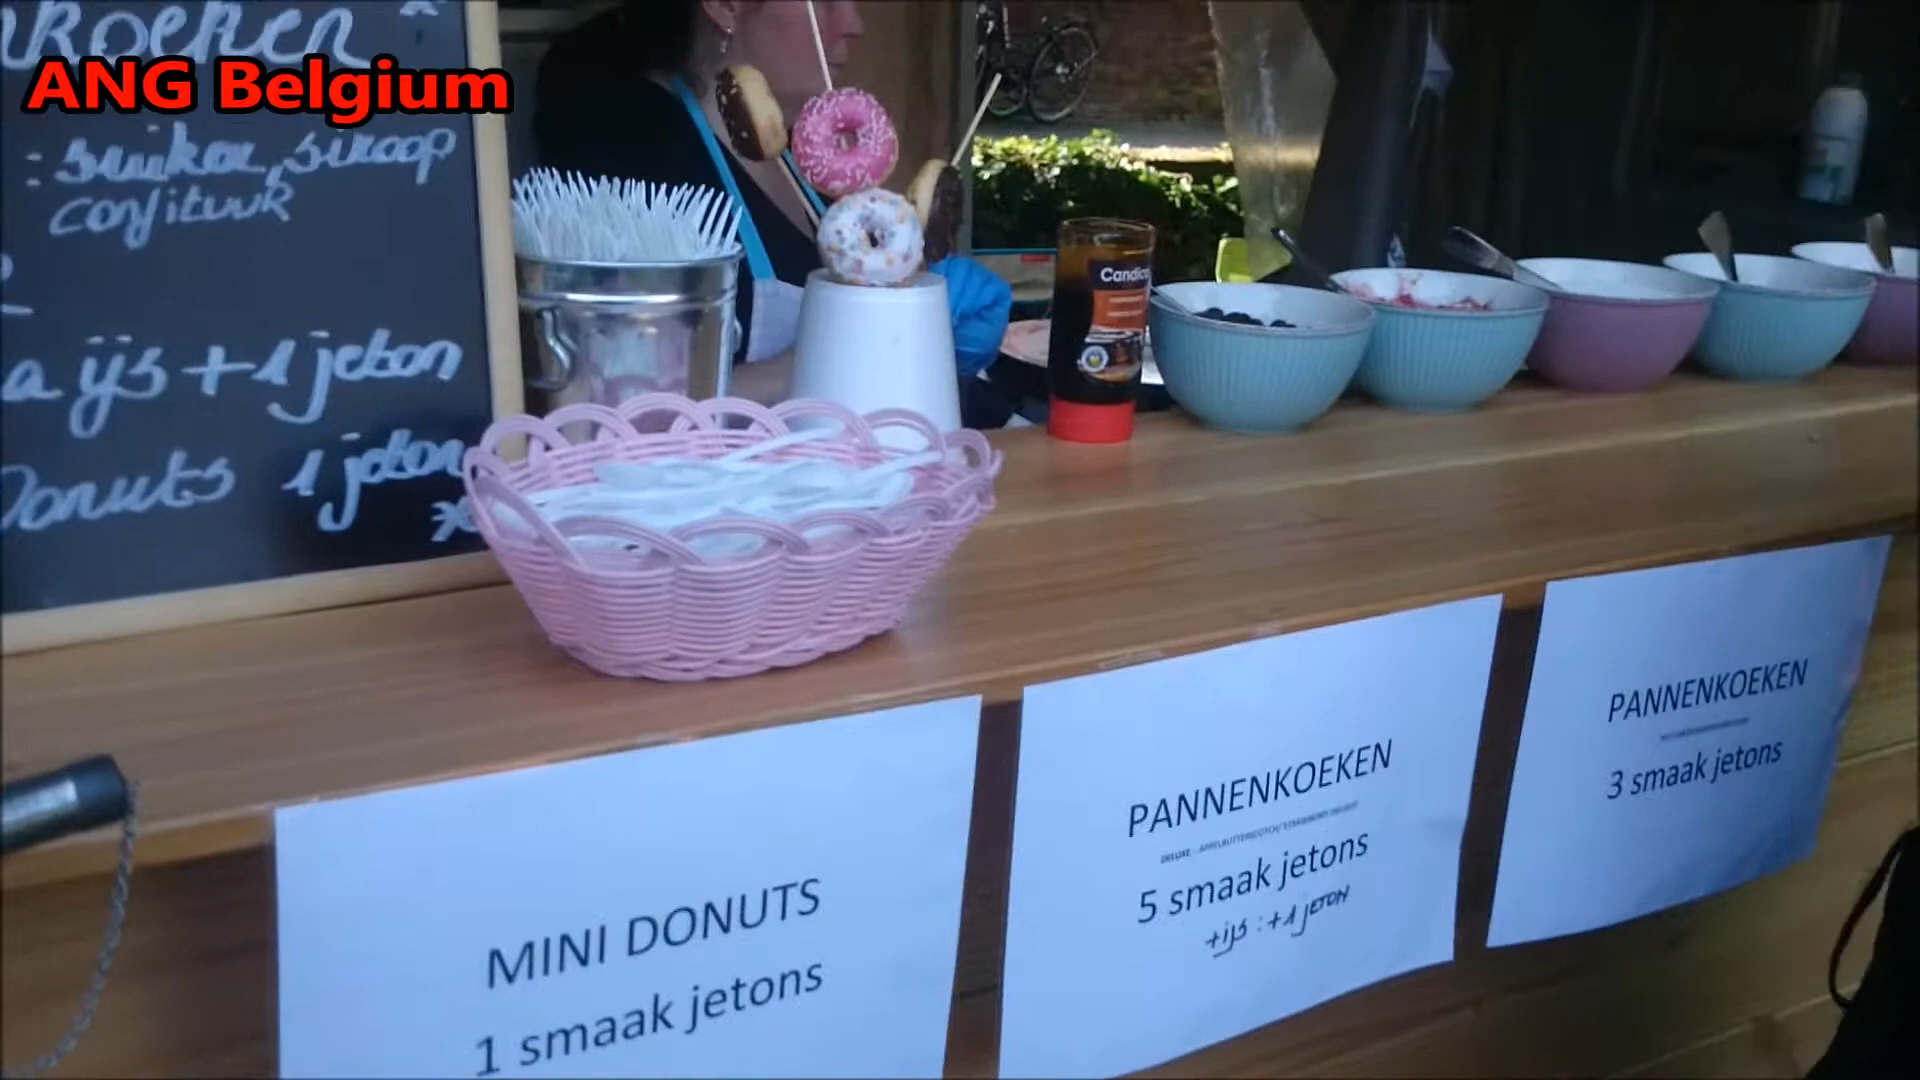 ANG Belgium
: suiker, siroop
confituur
ijs + 1 jeton
Donuts 1 jeton
Candico
MINI DONUTS
1 smaak jetons
PANNENKOEKEN
DELUXE
5 smaak jetons
+ijs : +1 jeton
PANNENKOEKEN
3 smaak jetons